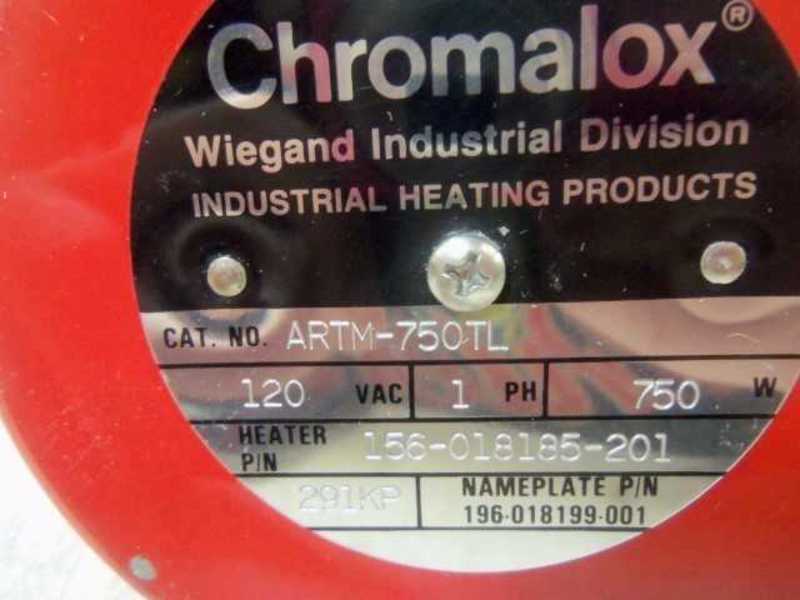 Chromalox®
Wiegand Industrial Division
INDUSTRIAL HEATING PRODUCTS
CAT. NO. ARTM-750TL
120 VAC 1 PH 750 W
HEATER P/N 156-018185-201
291KP NAMEPLATE P/N
196-018199-001